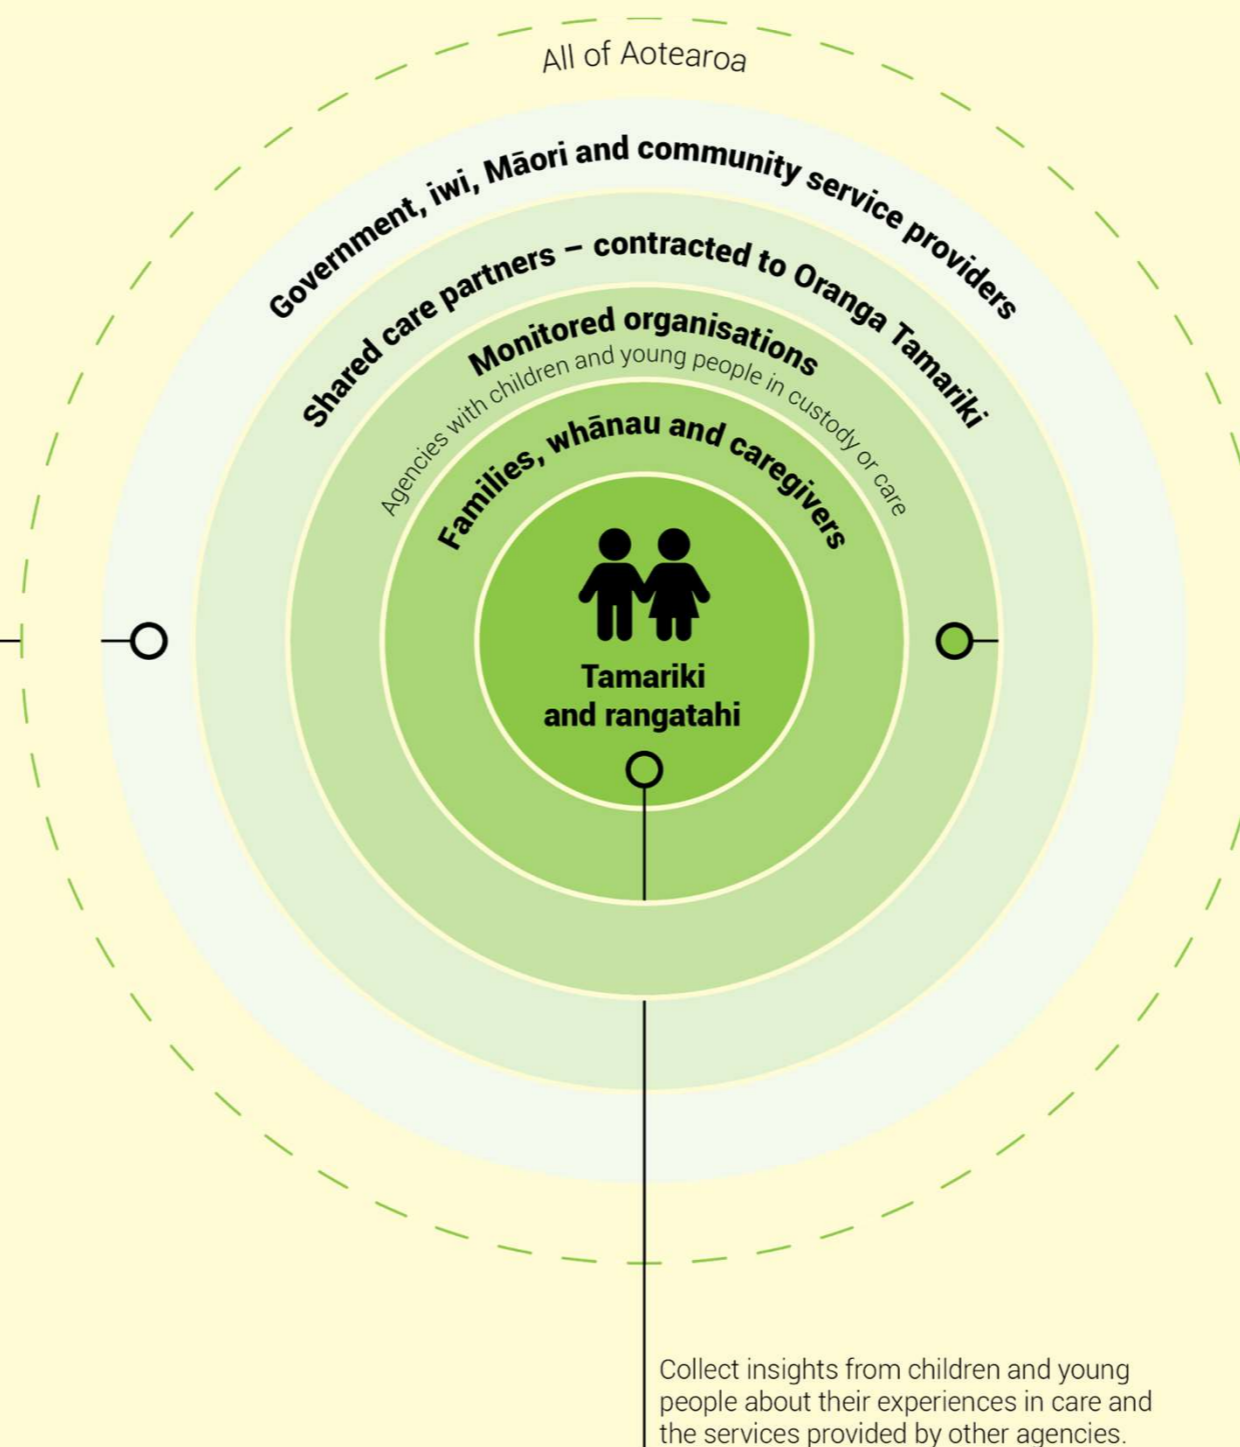 All of Aotearoa
Government, iwi, Māori and community service providers
Shared care partners – contracted to Oranga Tamariki
Monitored organisations
Agencies with children and young people in custody or care
Families, whānau and caregivers
Tamariki
and rangatahi
Collect insights from children and young
people about their experiences in care and
the services provided by other agencies.